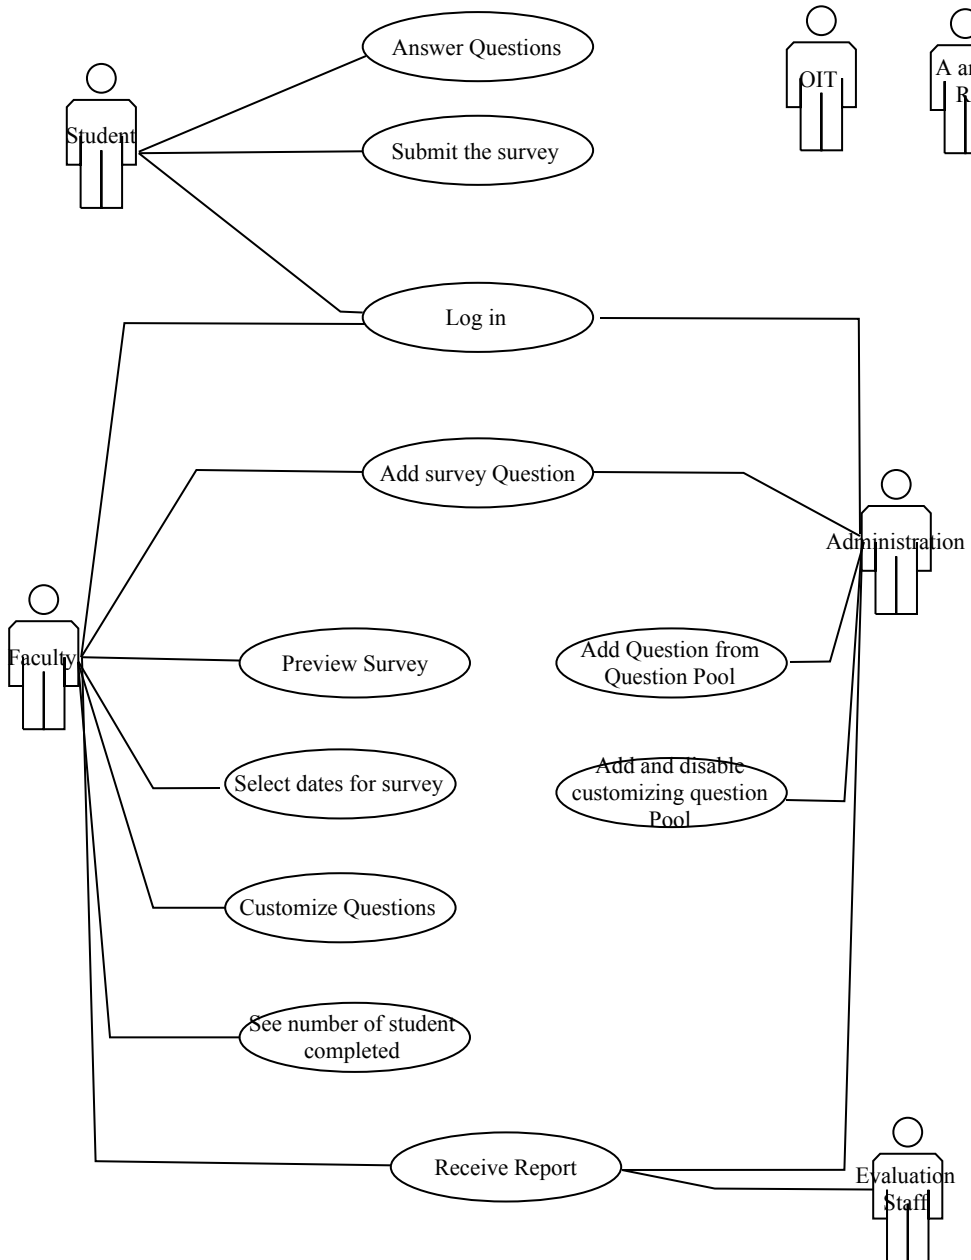 Answer Questions
OIT
A
R
Student
Submit the survey
Log in
Add survey Question
Administration
Faculty
Preview Survey
Add Question from
Question Pool
Select dates for survey
Add and disable
customizing question
Pool
Customize Questions
See number of student
completed
Receive Report
Evaluation
Staff